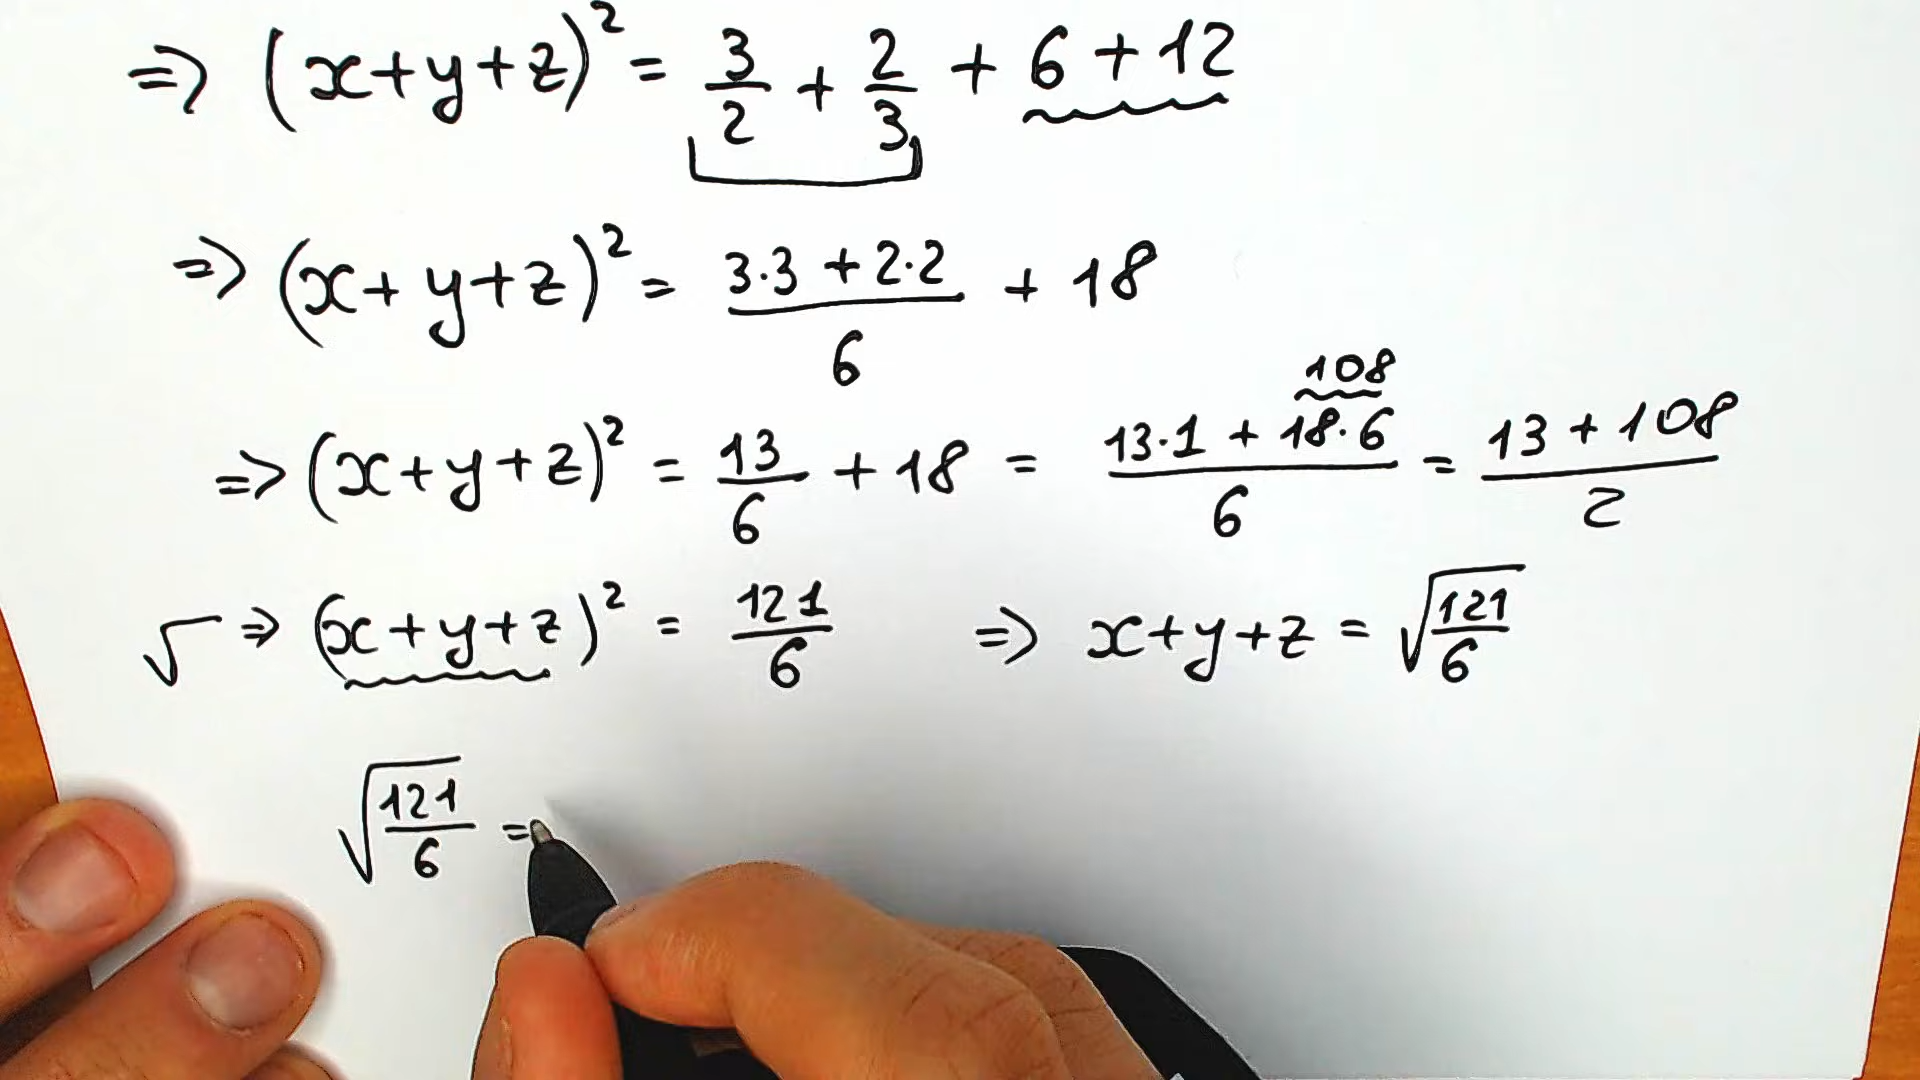 ⇒ (x+y+z)² = 3/2 + 2/3 + 6 + 12
⇒ (x+y+z)² = (3·3 + 2·2)/6 + 18
108
⇒ (x+y+z)² = 13/6 + 18 = (13·1 + 18·6)/6 = (13 + 108)/2
√ ⇒ (x+y+z)² = 121/6 ⇒ x+y+z = √(121/6)
√(121/6) =